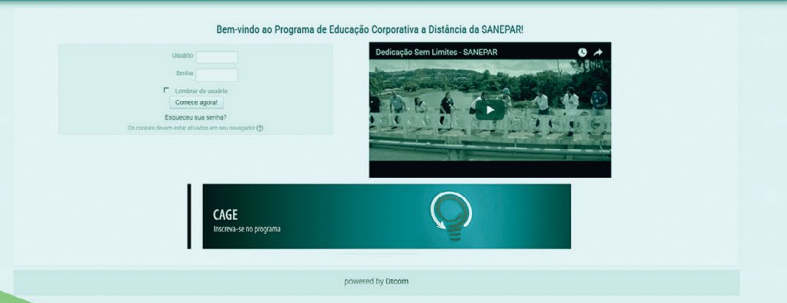 Bem-vindo ao Programa de Educação Corporativa a Distância da SANEPAR!
Usuário
Senha
Lembrar do usuário
Comece agora!
Esqueceu sua senha?
Os cookies devem estar ativados em seu navegador
Dedicação Sem Limites - SANEPAR
CAGE
Inscreva-se no programa
powered by Dtcom